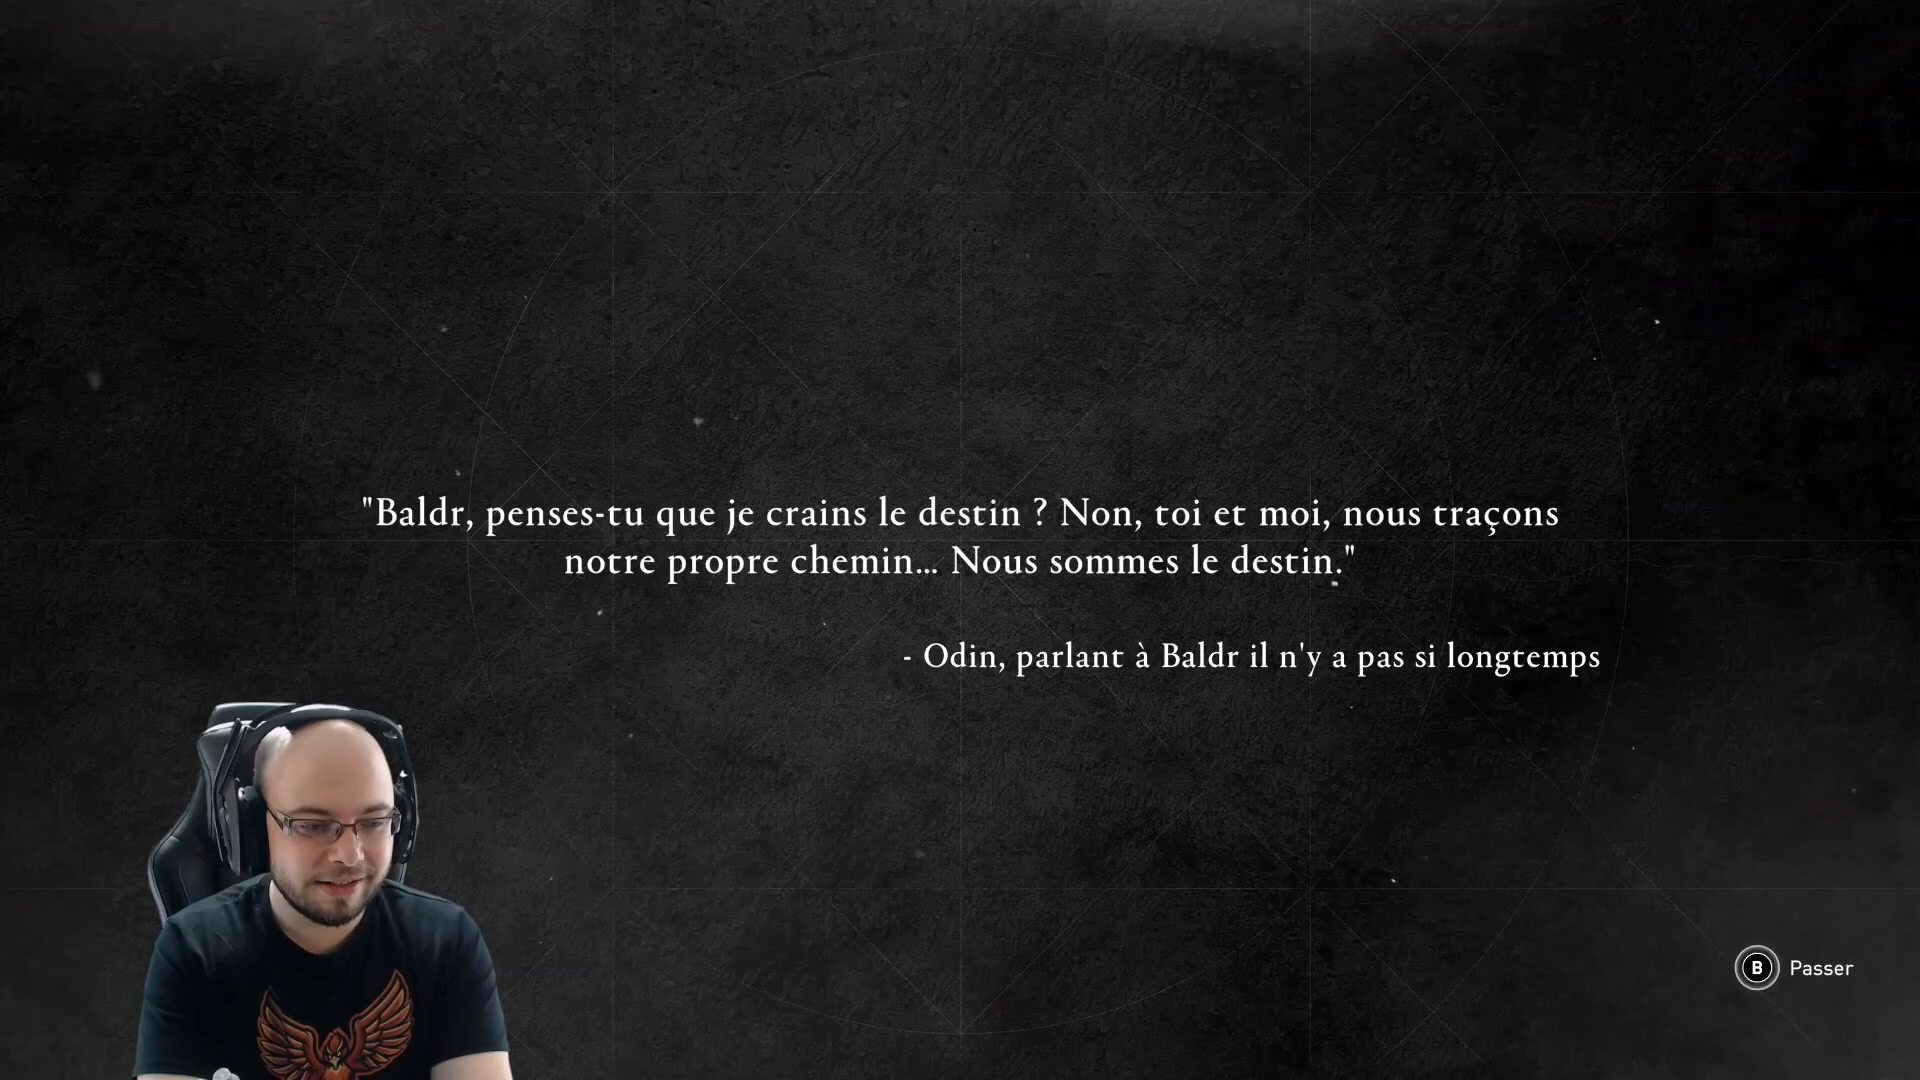 "Baldr, penses-tu que je crains le destin ? Non, toi et moi, nous traçons
notre propre chemin... Nous sommes le destin."
- Odin, parlant à Baldr il n'y a pas si longtemps
B Passer